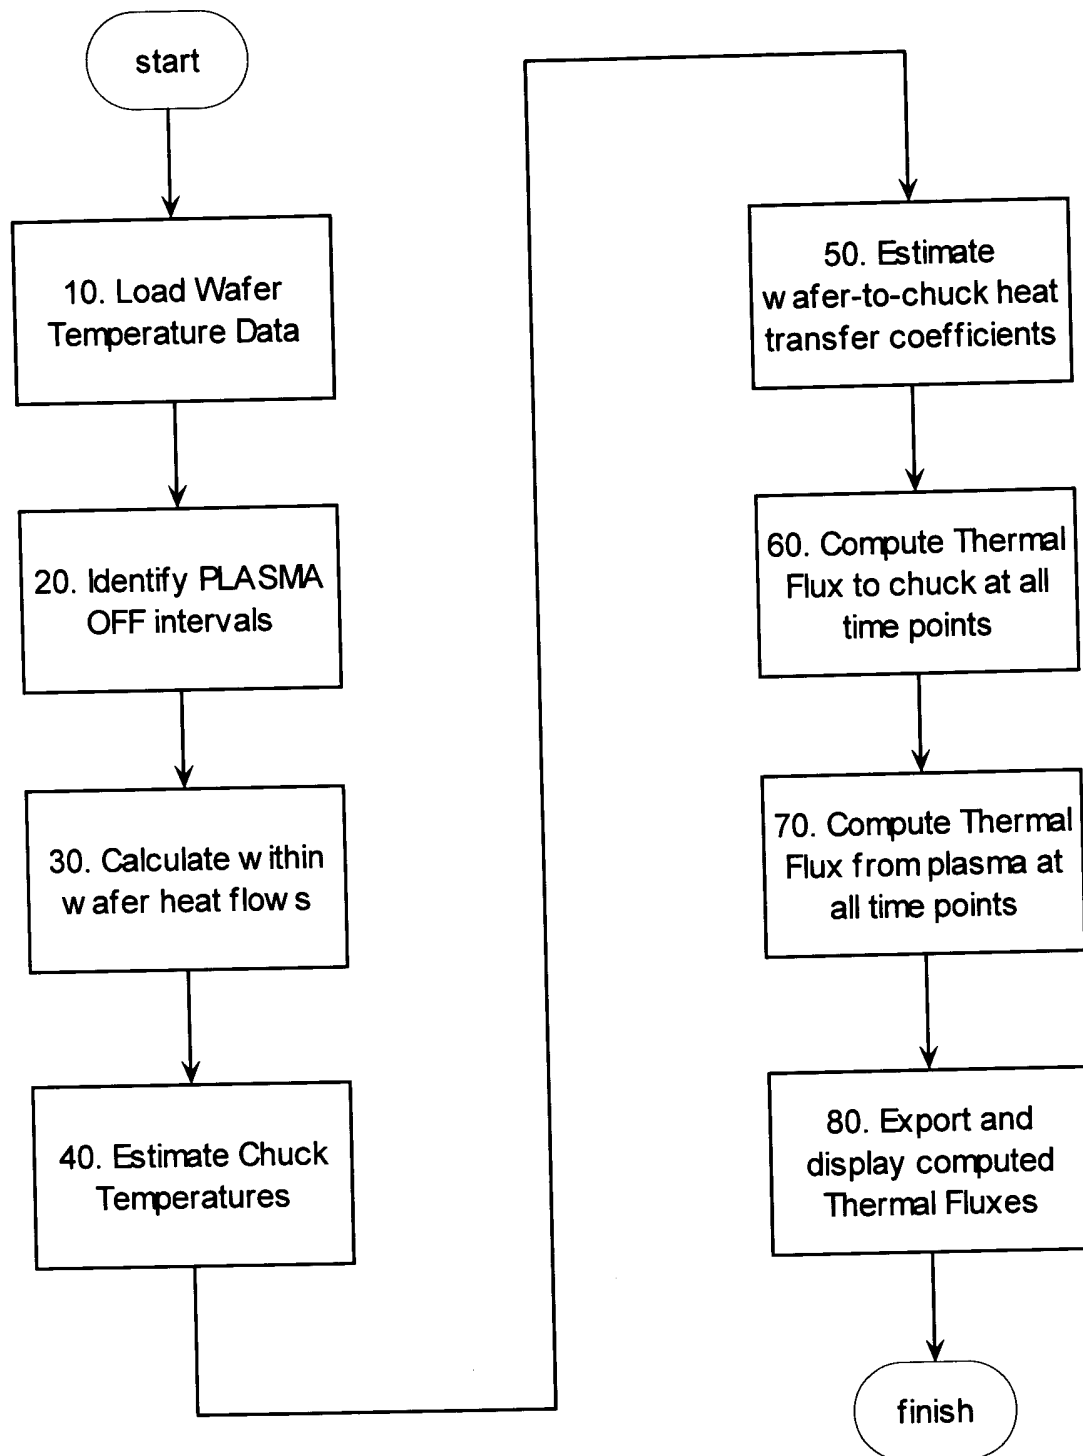 start
10. Load Wafer
Temperature Data
20. Identify PLASMA
OFF intervals
30. Calculate within
wafer heat flows
40. Estimate Chuck
Temperatures
50. Estimate
wafer-to-chuck heat
transfer coefficients
60. Compute Thermal
Flux to chuck at all
time points
70. Compute Thermal
Flux from plasma at
all time points
80. Export and
display computed
Thermal Fluxes
finish